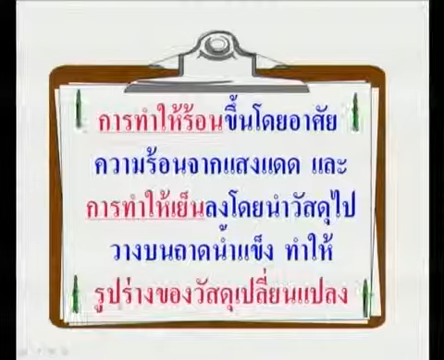 การทำให้ร้อนขึ้นโดยอาศัย
ความร้อนจากแสงแดด และ
การทำให้เย็นลงโดยนำวัสดุไป
วางบนถาดน้ำแข็ง ทำให้
รูปร่างของวัสดุเปลี่ยนแปลง